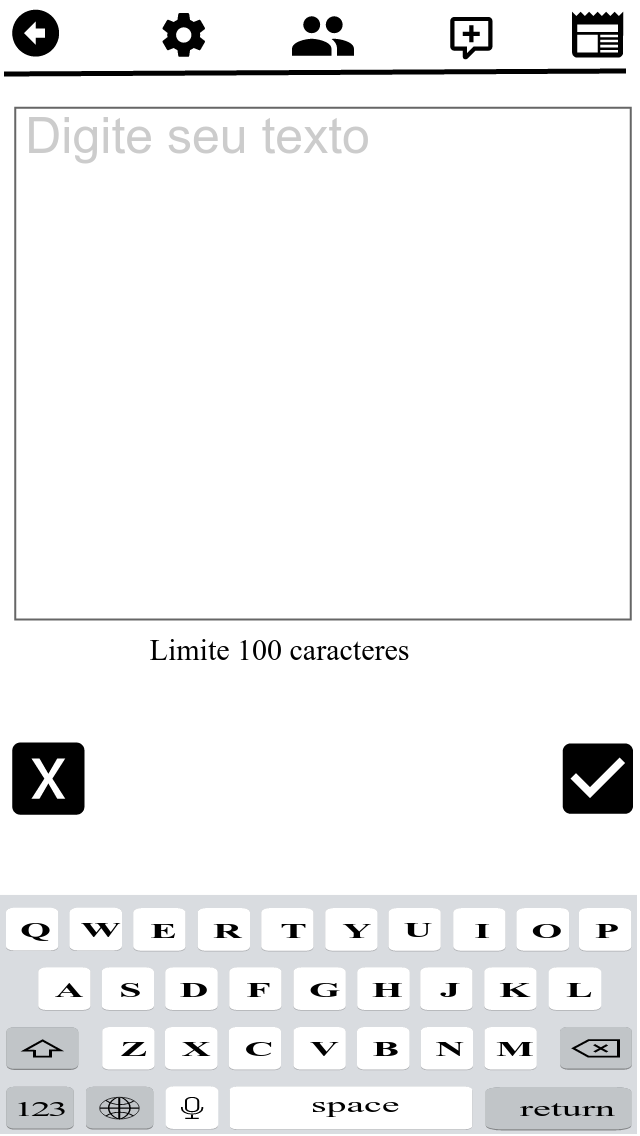 Digite seu texto
Limite 100 caracteres
X
Q W E R T Y U I O P
A S D F G H J K L
Z X C V B N M
123 space return